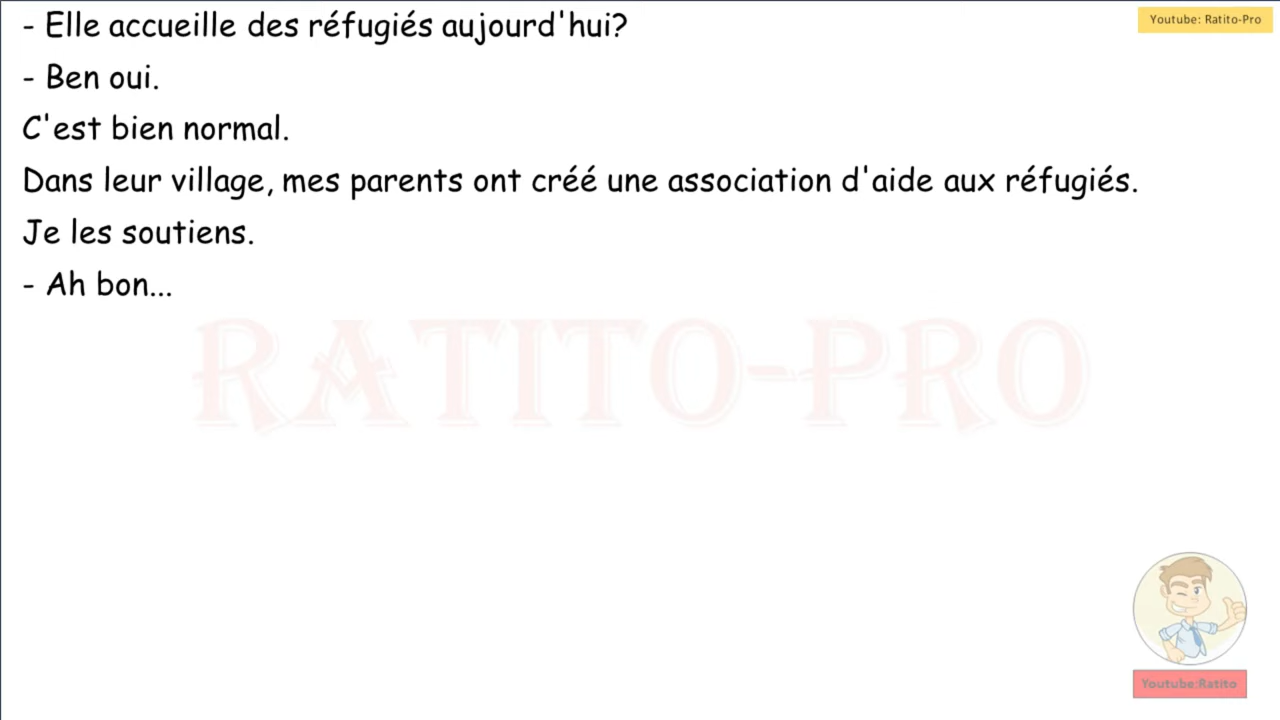 - Elle accueille des réfugiés aujourd'hui?
Youtube: Ratito-Pro
- Ben oui.
C'est bien normal.
Dans leur village, mes parents ont créé une association d'aide aux réfugiés.
Je les soutiens.
- Ah bon...
RATITO-PRO
Youtube:Ratito